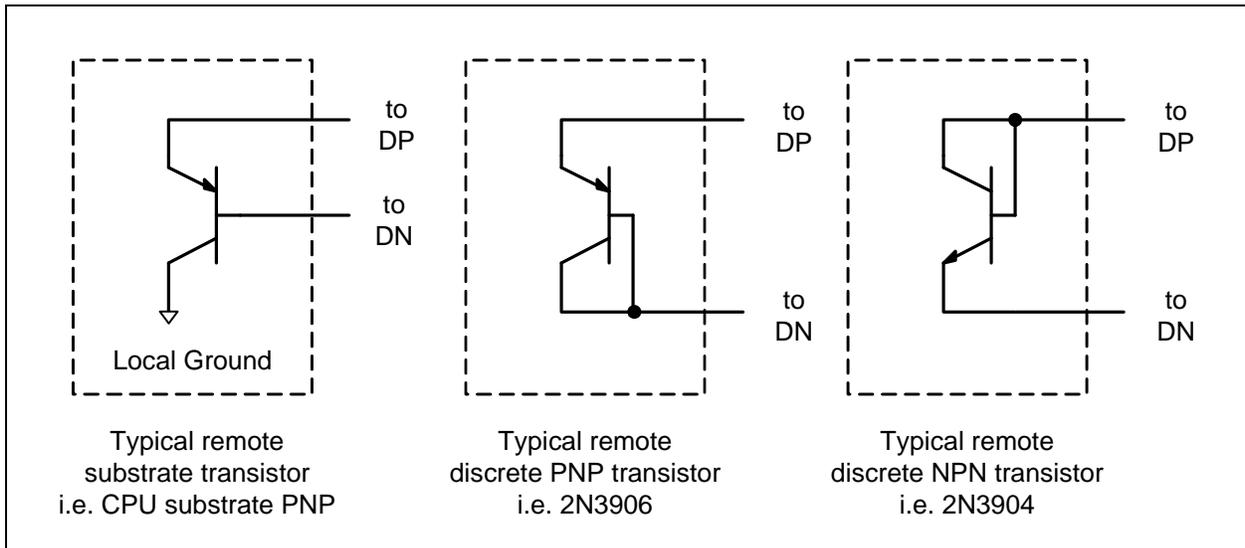 to
DP
to
DN
Local Ground
Typical remote
substrate transistor
i.e. CPU substrate PNP
to
DP
to
DN
Typical remote
discrete PNP transistor
i.e. 2N3906
to
DP
to
DN
Typical remote
discrete NPN transistor
i.e. 2N3904